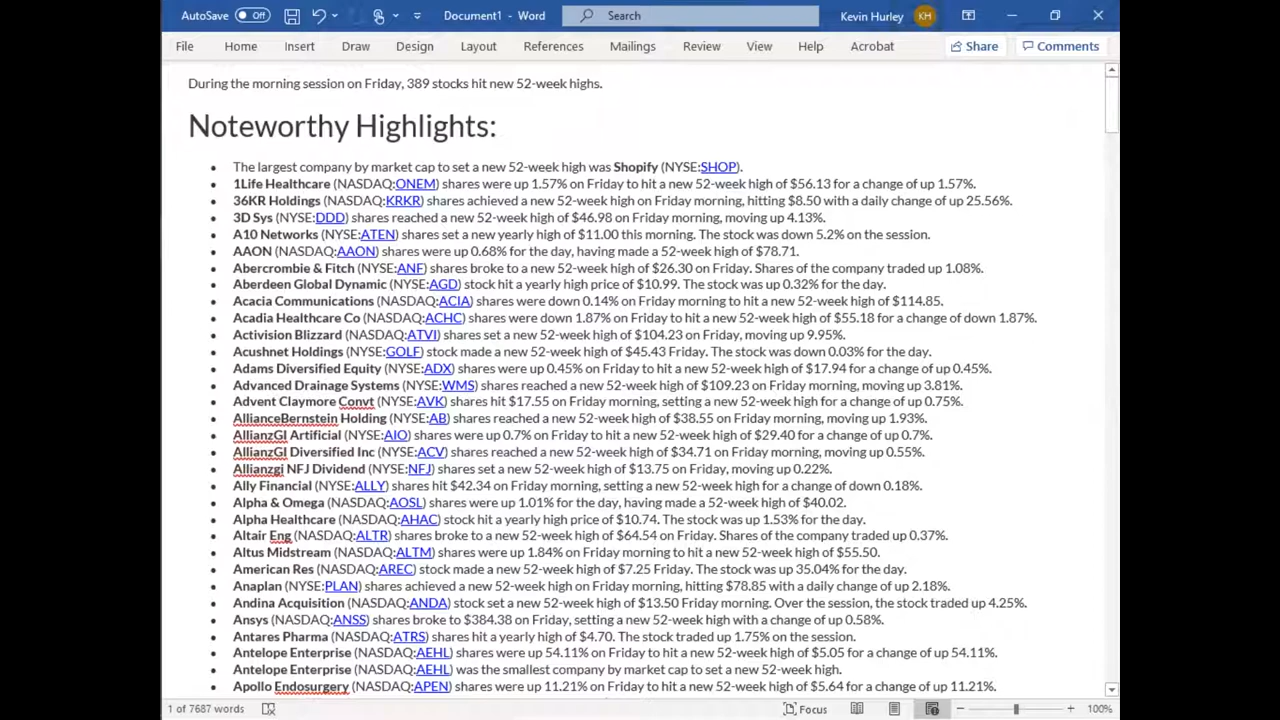 AutoSave Off Document1 - Word Search Kevin Hurley KH
File Home Insert Draw Design Layout References Mailings Review View Help Acrobat Share Comments
During the morning session on Friday, 389 stocks hit new 52-week highs.
Noteworthy Highlights:
• The largest company by market cap to set a new 52-week high was Shopify (NYSE:SHOP).
• 1Life Healthcare (NASDAQ:ONEM) shares were up 1.57% on Friday to hit a new 52-week high of $56.13 for a change of up 1.57%.
• 36KR Holdings (NASDAQ:KRKR) shares achieved a new 52-week high on Friday morning, hitting $8.50 with a daily change of up 25.56%.
• 3D Sys (NYSE:DDD) shares reached a new 52-week high of $46.98 on Friday morning, moving up 4.13%.
• A10 Networks (NYSE:ATEN) shares set a new yearly high of $11.00 this morning. The stock was down 5.2% on the session.
• AAON (NASDAQ:AAON) shares were up 0.68% for the day, having made a 52-week high of $78.71.
• Abercrombie & Fitch (NYSE:ANF) shares broke to a new 52-week high of $26.30 on Friday. Shares of the company traded up 1.08%.
• Aberdeen Global Dynamic (NYSE:AGD) stock hit a yearly high price of $10.99. The stock was up 0.32% for the day.
• Acacia Communications (NASDAQ:ACIA) shares were down 0.14% on Friday morning to hit a new 52-week high of $114.85.
• Acadia Healthcare Co (NASDAQ:ACHC) shares were down 1.87% on Friday to hit a new 52-week high of $55.18 for a change of down 1.87%.
• Activision Blizzard (NASDAQ:ATVI) shares set a new 52-week high of $104.23 on Friday, moving up 9.95%.
• Acushnet Holdings (NYSE:GOLF) stock made a new 52-week high of $45.43 Friday. The stock was down 0.03% for the day.
• Adams Diversified Equity (NYSE:ADX) shares were up 0.45% on Friday to hit a new 52-week high of $17.94 for a change of up 0.45%.
• Advanced Drainage Systems (NYSE:WMS) shares reached a new 52-week high of $109.23 on Friday morning, moving up 3.81%.
• Advent Claymore Convt (NYSE:AVK) shares hit $17.55 on Friday morning, setting a new 52-week high for a change of up 0.75%.
• AllianceBernstein Holding (NYSE:AB) shares reached a new 52-week high of $38.55 on Friday morning, moving up 1.93%.
• AllianzGI Artificial (NYSE:AIO) shares were up 0.7% on Friday to hit a new 52-week high of $29.40 for a change of up 0.7%.
• AllianzGI Diversified Inc (NYSE:ACV) shares reached a new 52-week high of $34.71 on Friday morning, moving up 0.55%.
• Allianzgi NFJ Dividend (NYSE:NFJ) shares set a new 52-week high of $13.75 on Friday, moving up 0.22%.
• Ally Financial (NYSE:ALLY) shares hit $42.34 on Friday morning, setting a new 52-week high for a change of down 0.18%.
• Alpha & Omega (NASDAQ:AOSL) shares were up 1.01% for the day, having made a 52-week high of $40.02.
• Alpha Healthcare (NASDAQ:AHAC) stock hit a yearly high price of $10.74. The stock was up 1.53% for the day.
• Altair Eng (NASDAQ:ALTR) shares broke to a new 52-week high of $64.54 on Friday. Shares of the company traded up 0.37%.
• Altus Midstream (NASDAQ:ALTM) shares were up 1.84% on Friday morning to hit a new 52-week high of $55.50.
• American Res (NASDAQ:AREC) stock made a new 52-week high of $7.25 Friday. The stock was up 35.04% for the day.
• Anaplan (NYSE:PLAN) shares achieved a new 52-week high on Friday morning, hitting $78.85 with a daily change of up 2.18%.
• Andina Acquisition (NASDAQ:ANDA) stock set a new 52-week high of $13.50 Friday morning. Over the session, the stock traded up 4.25%.
• Ansys (NASDAQ:ANSS) shares broke to $384.38 on Friday, setting a new 52-week high with a change of up 0.58%.
• Antares Pharma (NASDAQ:ATRS) shares hit a yearly high of $4.70. The stock traded up 1.75% on the session.
• Antelope Enterprise (NASDAQ:AEHL) shares were up 54.11% on Friday to hit a new 52-week high of $5.05 for a change of up 54.11%.
• Antelope Enterprise (NASDAQ:AEHL) was the smallest company by market cap to set a new 52-week high.
• Apollo Endosurgery (NASDAQ:APEN) shares were up 11.21% on Friday to hit a new 52-week high of $5.64 for a change of up 11.21%.
1 of 7687 words Focus 100%